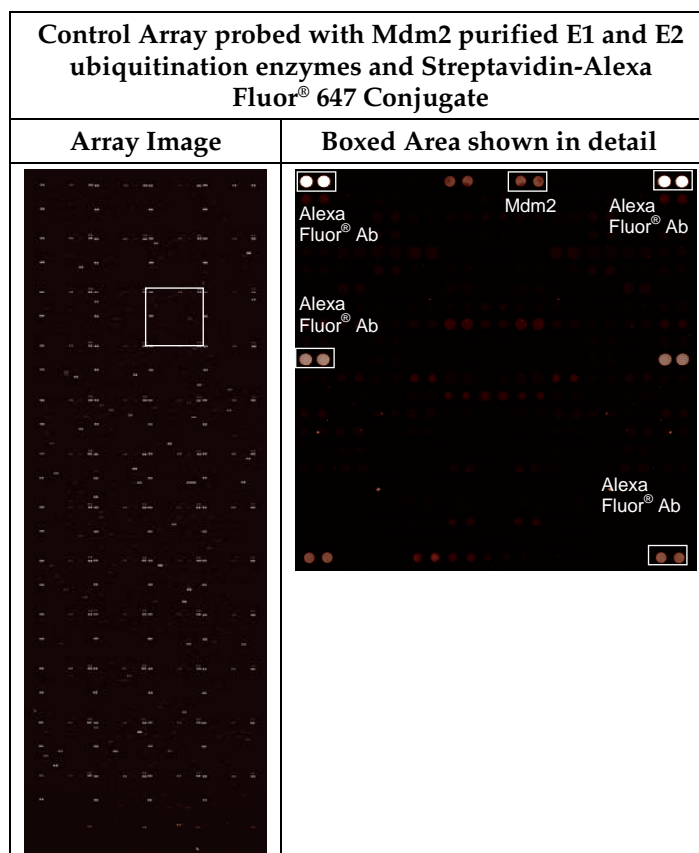 Control Array probed with Mdm2 purified E1 and E2
ubiquitination enzymes and Streptavidin-Alexa
Fluor® 647 Conjugate
Array Image
Boxed Area shown in detail
Mdm2
Alexa
Fluor® Ab
Alexa
Fluor® Ab
Alexa
Fluor® Ab
Alexa
Fluor® Ab